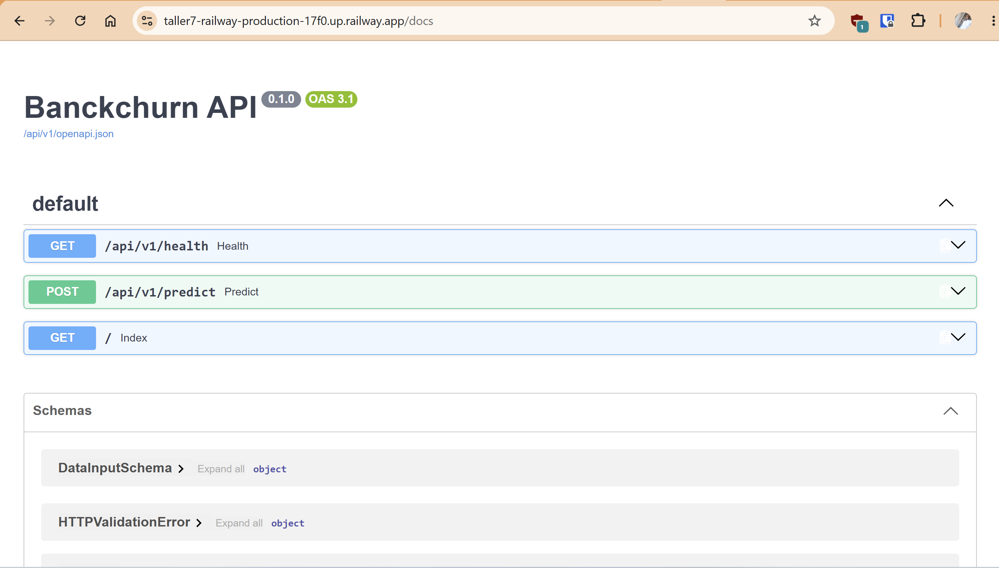 taller7-railway-production-17f0.up.railway.app/docs
1
Banckchurn API 0.1.0 OAS 3.1
/api/v1/openapi.json
default
GET /api/v1/health Health
POST /api/v1/predict Predict
GET / Index
Schemas
DataInputSchema Expand all object
HTTPValidationError Expand all object